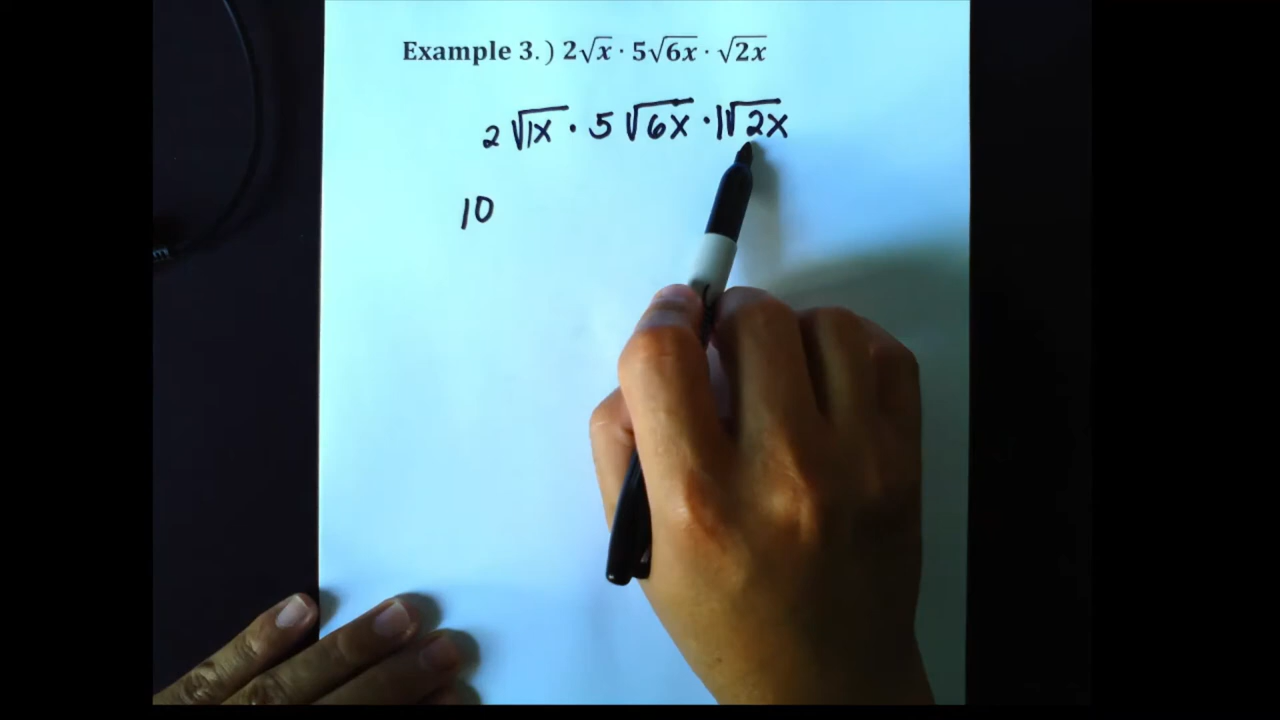 Example 3.) 2√x · 5√6x · √2x
2√1x · 5√6x · 1√2x
10